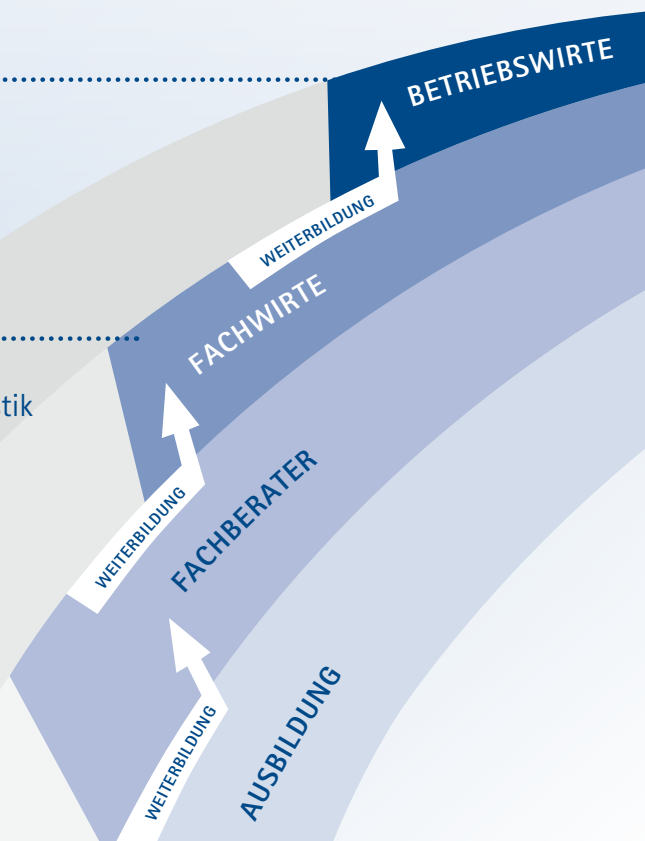 BETRIEBSWIRTE
WEITERBILDUNG
FACHWIRTE
tik
FACHBERATER
WEITERBILDUNG
AUSBILDUNG
WEITERBILDUNG